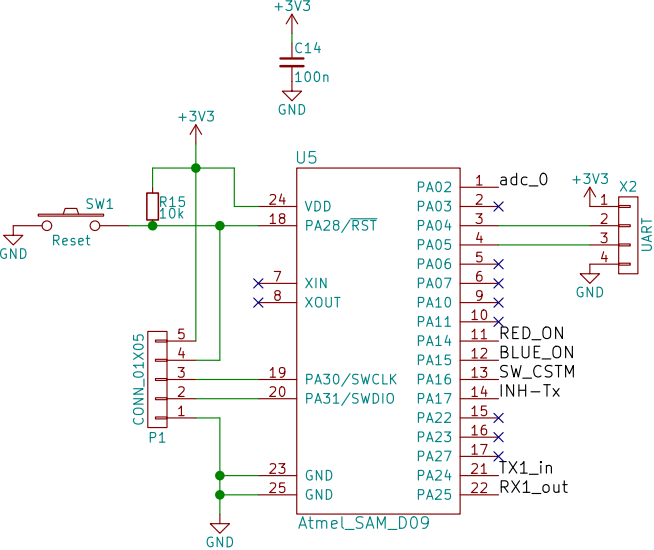 +3V3
C14
100n
GND
+3V3
U5
R15
10k
SW1
Reset
GND
24 VDD
18 PA28/RST
7 XIN
8 XOUT
19 PA30/SWCLK
20 PA31/SWDIO
23 GND
25 GND
PA02 1 adc_0
PA03 2
PA04 3
PA05 4
PA06 5
PA07 6
PA10 9
PA11 10
PA14 11 RED_ON
PA15 12 BLUE_ON
PA16 13 SW_CSTM
PA17 14 INH-Tx
PA22 15
PA23 16
PA27 17
PA24 21 TX1_in
PA25 22 RX1_out
Atmel_SAM_D09
+3V3
X2
1
2
3
4
UART
GND
CONN_01X05
5
4
3
2
1
P1
GND